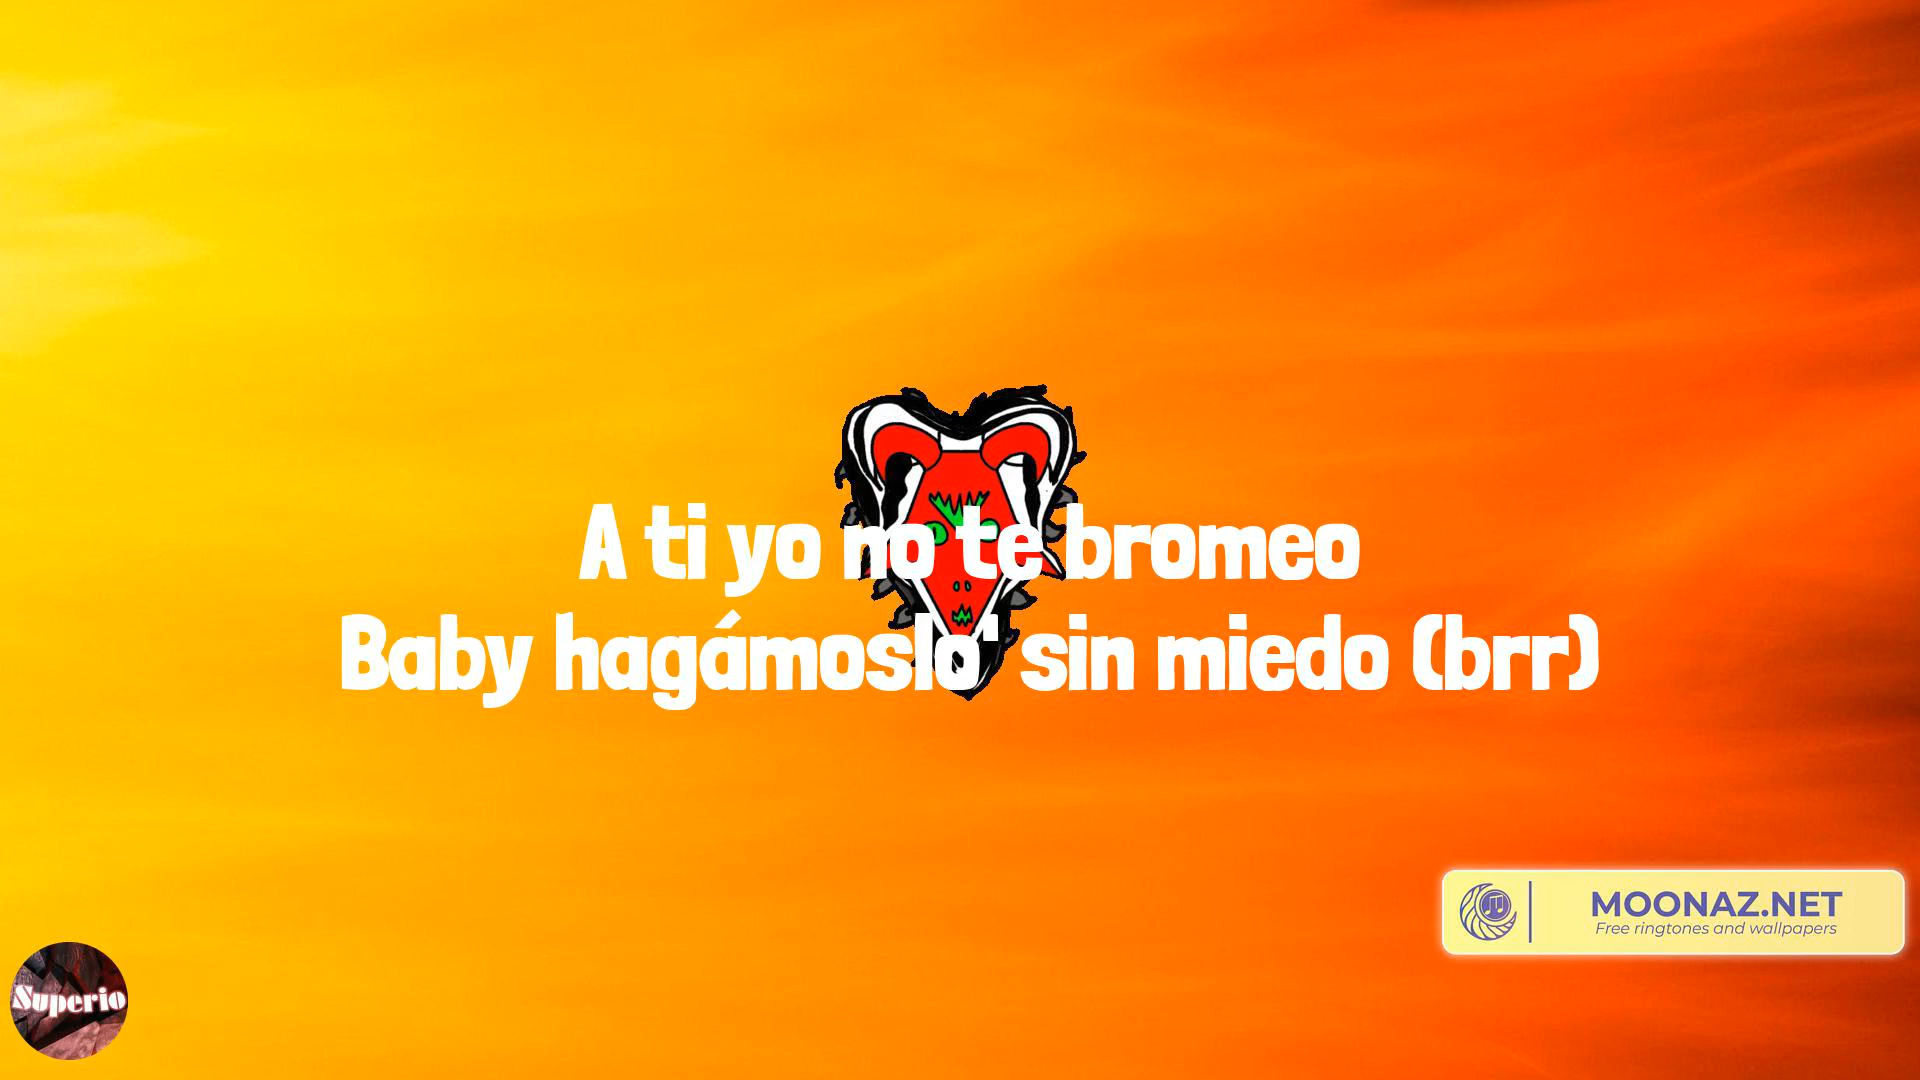 A ti yo no te bromeo
Baby hagámoslo' sin miedo (brr)
MOONAZ.NET
Free ringtones and wallpapers
Superio